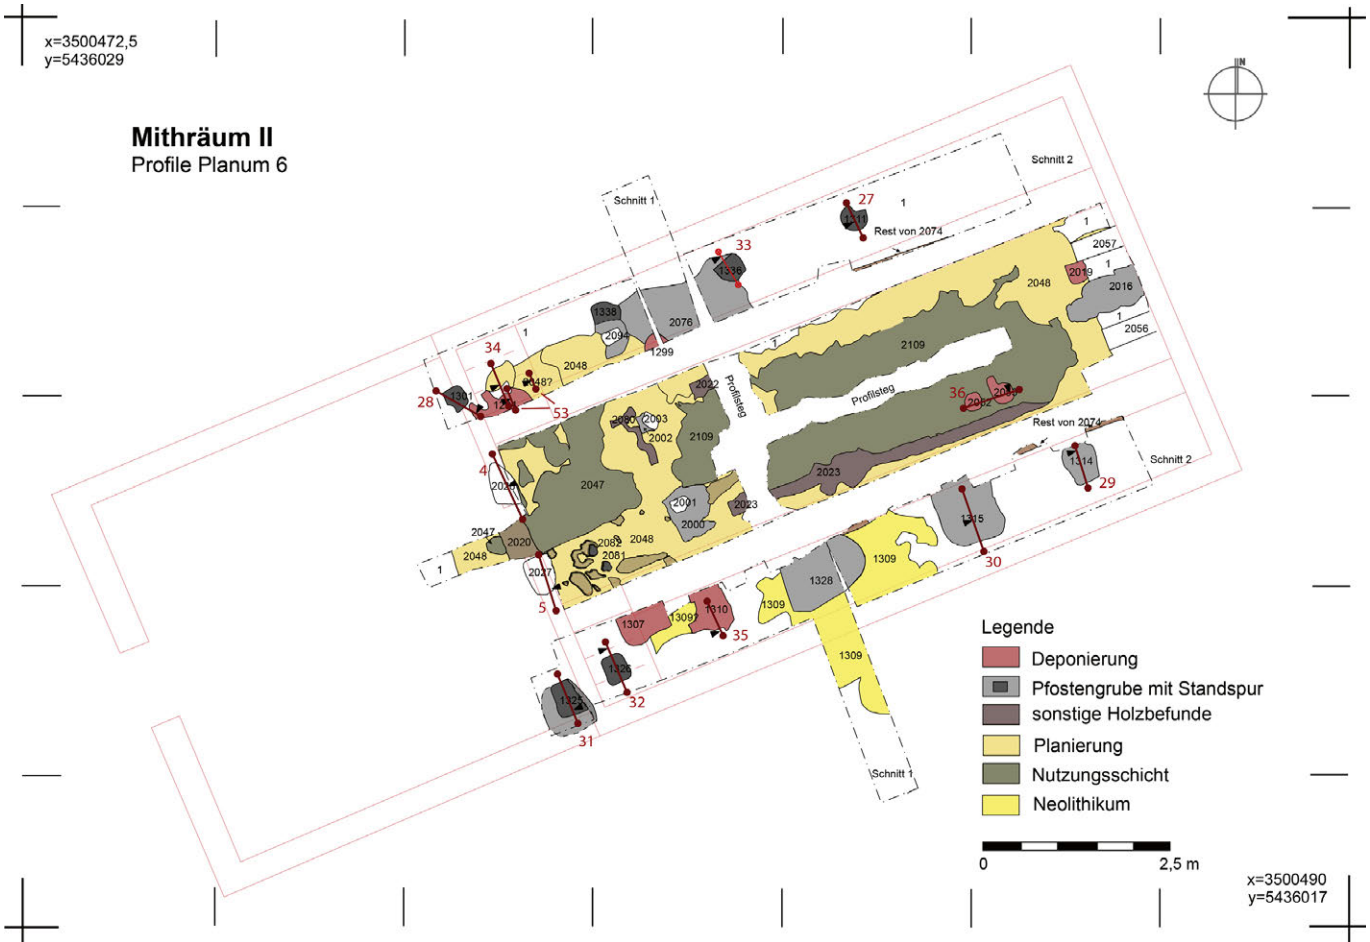 x=3500472,5
y=5436029
N
Mithräum II
Profile Planum 6
Schnitt 2
Schnitt 1
27
1
1311
Rest von 2074
1
2057
33
1
1336
2019
2016
2048
1338
2094
2076
1
2056
1
1299
2109
1
34
2048
2048?
28
1301
53
2022
Profilsteg
Profilsteg
36
2062
2080
2003
2002
2109
Rest von 2074
4
2047
2023
1314
Schnitt 2
29
2001
2023
2000
2047
2020
2048
2082
2081
2048
1
2027
1315
30
5
1309
1328
1309
1307
1309?
1310
35
1309
1326
32
1325
31
Schnitt 1
Legende
Deponierung
Pfostengrube mit Standspur
sonstige Holzbefunde
Planierung
Nutzungsschicht
Neolithikum
0 2,5 m
x=3500490
y=5436017